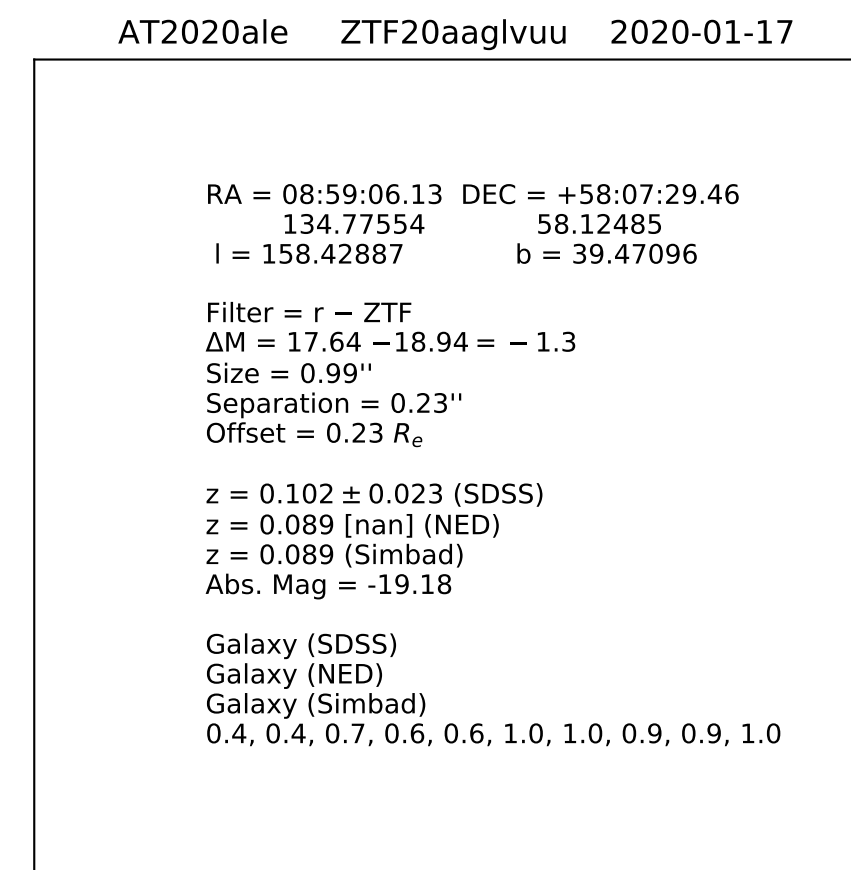 AT2020ale ZTF20aaglvuu 2020-01-17
RA = 08:59:06.13 DEC = +58:07:29.46
134.77554 58.12485
l = 158.42887 b = 39.47096
Filter = r − ZTF
ΔM = 17.64 −18.94 = − 1.3
Size = 0.99''
Separation = 0.23''
Offset = 0.23 Rₑ
z = 0.102 ± 0.023 (SDSS)
z = 0.089 [nan] (NED)
z = 0.089 (Simbad)
Abs. Mag = -19.18
Galaxy (SDSS)
Galaxy (NED)
Galaxy (Simbad)
0.4, 0.4, 0.7, 0.6, 0.6, 1.0, 1.0, 0.9, 0.9, 1.0